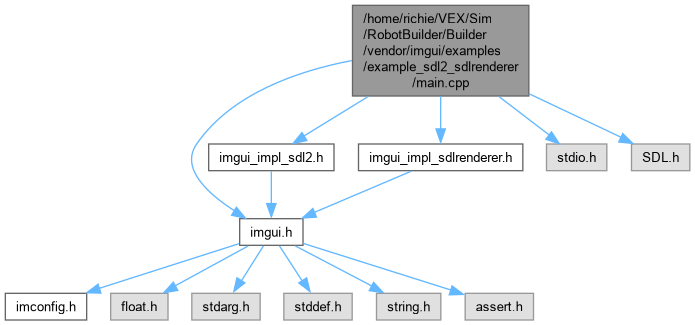 /home/richie/VEX/Sim
/RobotBuilder/Builder
/vendor/imgui/examples
/example_sdl2_sdlrenderer
/main.cpp
imgui_impl_sdl2.h
imgui_impl_sdlrenderer.h
stdio.h
SDL.h
imgui.h
imconfig.h
float.h
stdarg.h
stddef.h
string.h
assert.h